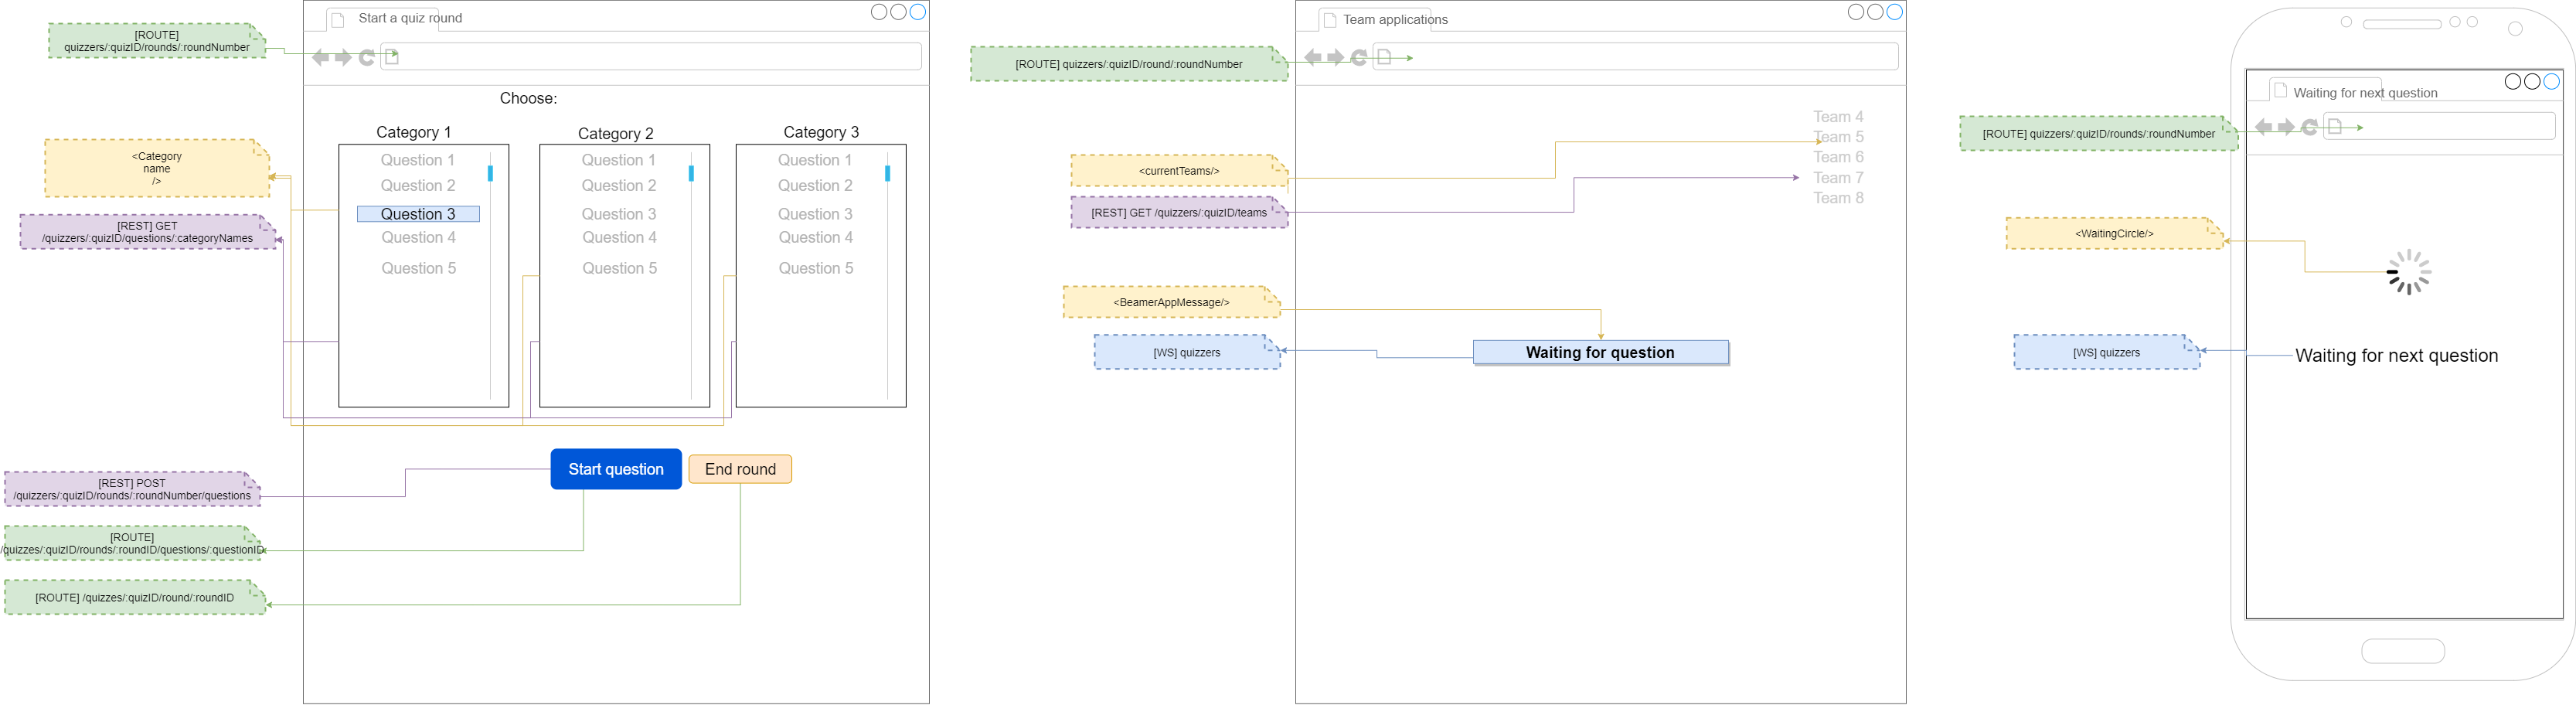 Start a quiz round
[ROUTE]
quizzers/:quizID/rounds/:roundNumber
Choose:
Category 1
Category 2
Category 3
<Category
name
/>
[REST] GET
/quizzers/:quizID/questions/:categoryNames
Question 1
Question 2
Question 3
Question 4
Question 5
Question 1
Question 2
Question 3
Question 4
Question 5
Question 1
Question 2
Question 3
Question 4
Question 5
Start question
End round
[REST] POST
/quizzers/:quizID/rounds/:roundNumber/questions
[ROUTE]
/quizzes/:quizID/rounds/:roundID/questions/:questionID
[ROUTE] /quizzes/:quizID/round/:roundID
Team applications
[ROUTE] quizzers/:quizID/round/:roundNumber
Team 4
Team 5
Team 6
Team 7
Team 8
<currentTeams/>
[REST] GET /quizzers/:quizID/teams
<BeamerAppMessage/>
[WS] quizzers
Waiting for question
Waiting for next question
[ROUTE] quizzers/:quizID/rounds/:roundNumber
<WaitingCircle/>
[WS] quizzers
Waiting for next question